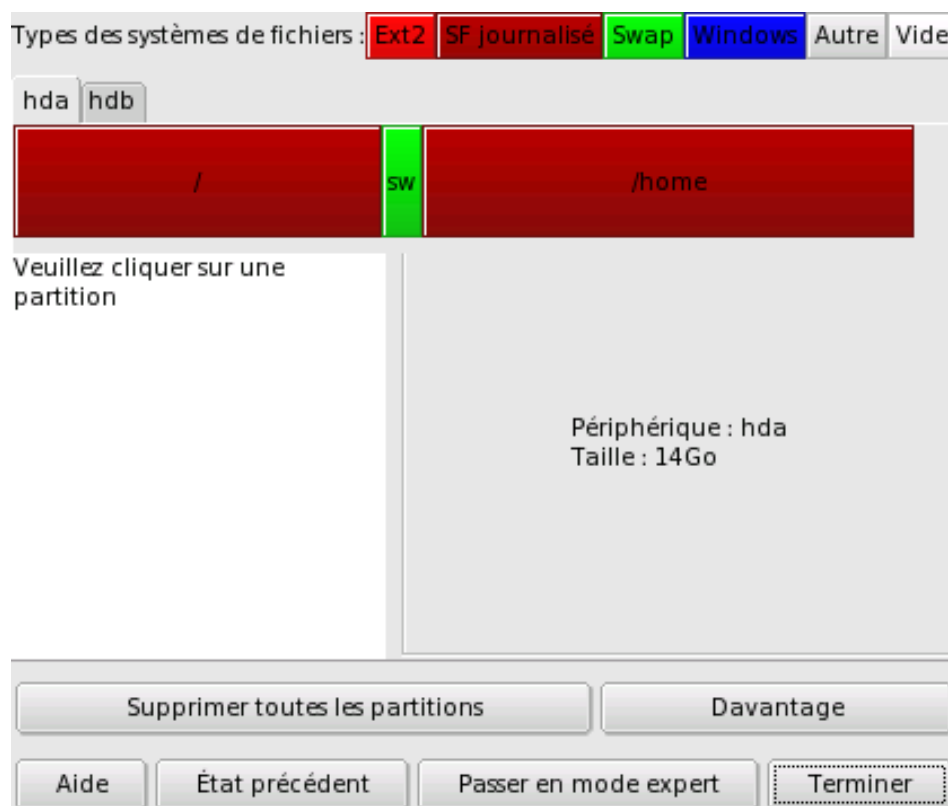 Types des systèmes de fichiers : Ext2 SF journalisé Swap Windows Autre Vide
hda hdb
/ sw /home
Veuillez cliquer sur une
partition
Périphérique : hda
Taille : 14Go
Supprimer toutes les partitions Davantage
Aide État précédent Passer en mode expert Terminer